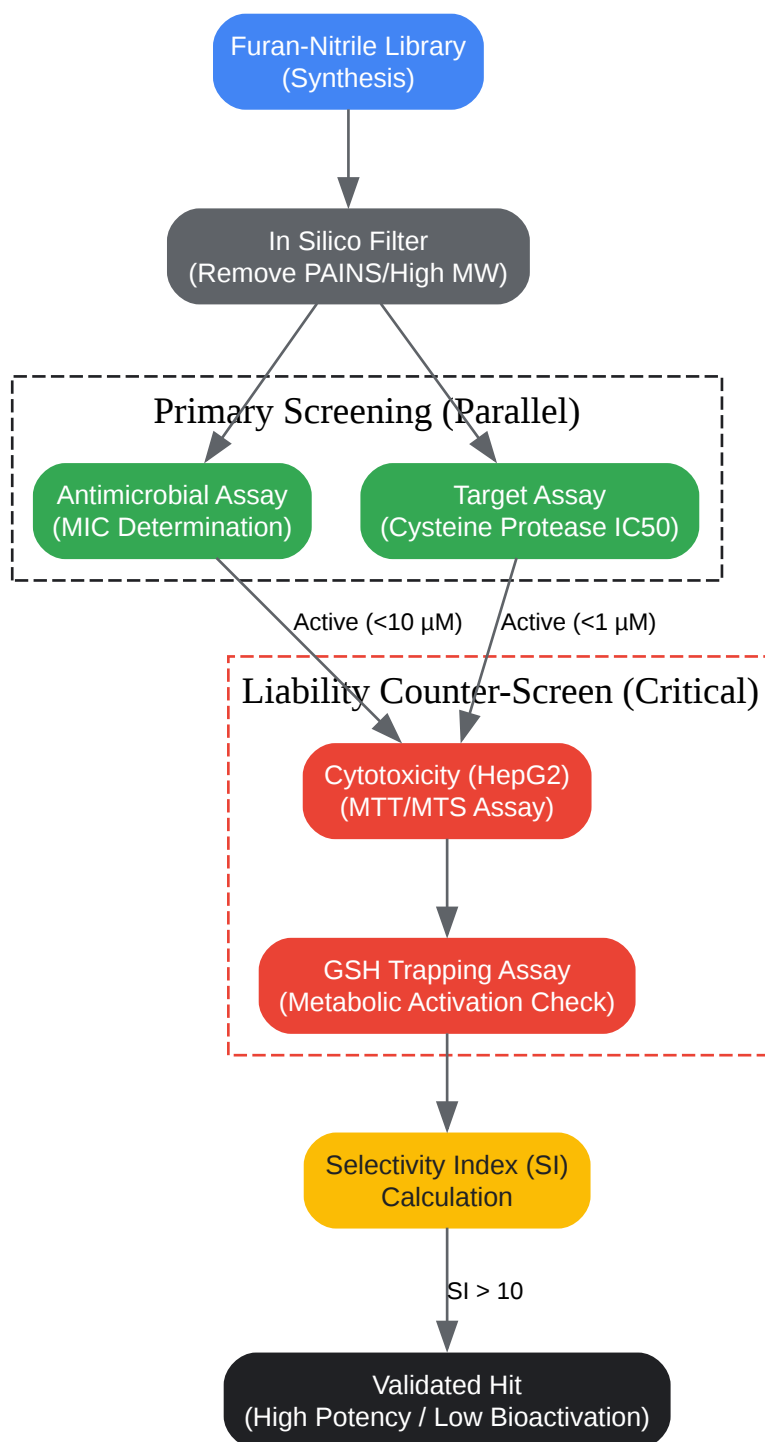 Furan-Nitrile Library
(Synthesis)
In Silico Filter
(Remove PAINS/High MW)
Primary Screening (Parallel)
Antimicrobial Assay
(MIC Determination)
Target Assay
(Cysteine Protease IC50)
Active (<10 µM)
Active (<1 µM)
Liability Counter-Screen (Critical)
Cytotoxicity (HepG2)
(MTT/MTS Assay)
GSH Trapping Assay
(Metabolic Activation Check)
Selectivity Index (SI)
Calculation
SI > 10
Validated Hit
(High Potency / Low Bioactivation)